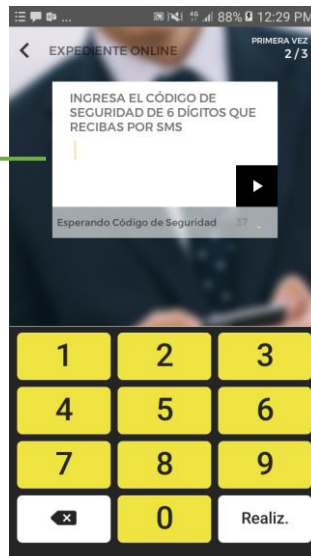 88% 12:29 PM
EXPEDIENTE ONLINE
PRIMERA VEZ
2/3
INGRESA EL CÓDIGO DE
SEGURIDAD DE 6 DÍGITOS QUE
RECIBAS POR SMS
Esperando Código de Seguridad 37
1 2 3
4 5 6
7 8 9
0 Realiz.